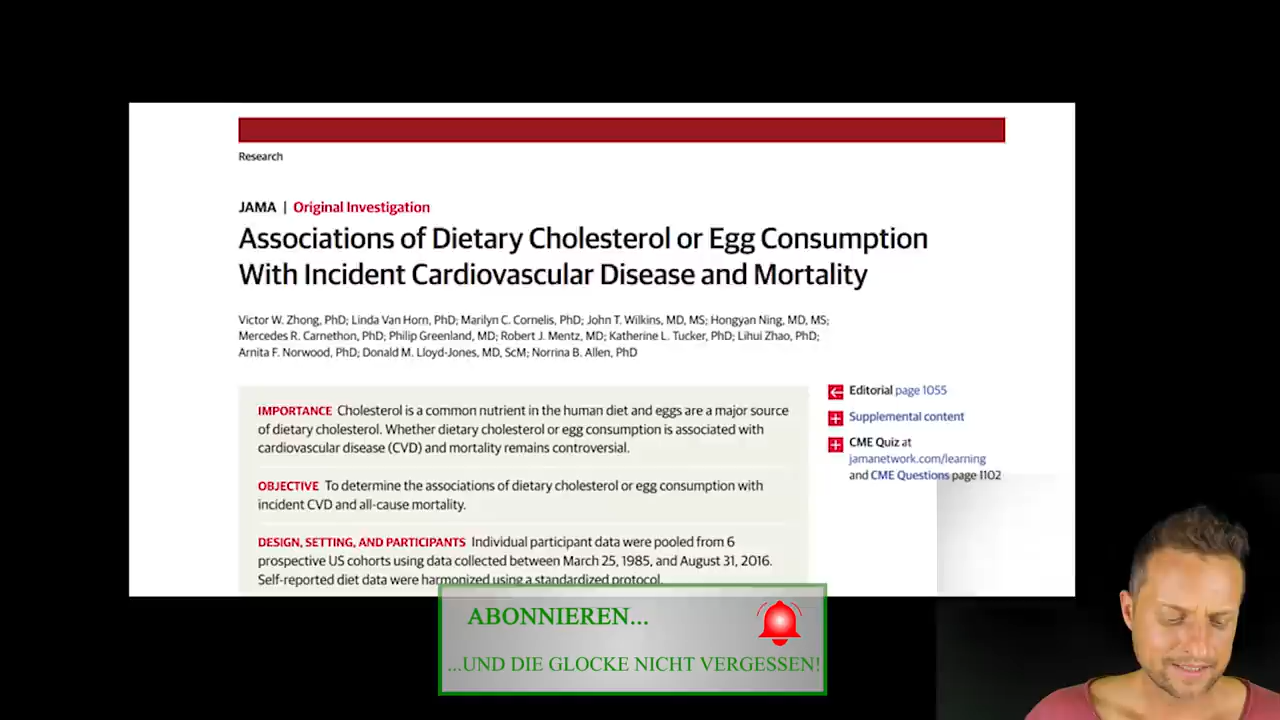 Research
JAMA | Original Investigation
Associations of Dietary Cholesterol or Egg Consumption
With Incident Cardiovascular Disease and Mortality
Victor W. Zhong, PhD; Linda Van Horn, PhD; Marilyn C. Cornelis, PhD; John T. Wilkins, MD, MS; Hongyan Ning, MD, MS;
Mercedes R. Carnethon, PhD; Philip Greenland, MD; Robert J. Mentz, MD; Katherine L. Tucker, PhD; Lihui Zhao, PhD;
Arnita F. Norwood, PhD; Donald M. Lloyd-Jones, MD, ScM; Norrina B. Allen, PhD
IMPORTANCE Cholesterol is a common nutrient in the human diet and eggs are a major source
of dietary cholesterol. Whether dietary cholesterol or egg consumption is associated with
cardiovascular disease (CVD) and mortality remains controversial.
OBJECTIVE To determine the associations of dietary cholesterol or egg consumption with
incident CVD and all-cause mortality.
DESIGN, SETTING, AND PARTICIPANTS Individual participant data were pooled from 6
prospective US cohorts using data collected between March 25, 1985, and August 31, 2016.
Self-reported diet data were harmonized using a standardized protocol.
Editorial page 1055
Supplemental content
CME Quiz at
jamanetwork.com/learning
and CME Questions page 1102
ABONNIEREN...
...UND DIE GLOCKE NICHT VERGESSEN!